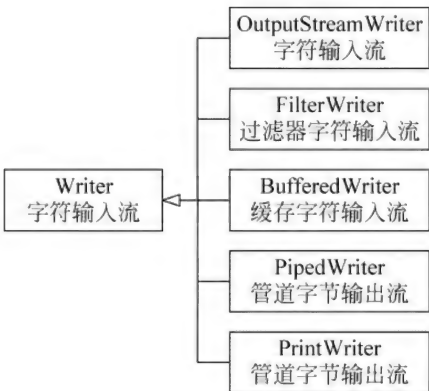 OutputStreamWriter
字符输入流
FilterWriter
过滤器字符输入流
Writer
字符输入流
BufferedWriter
缓存字符输入流
PipedWriter
管道字节输出流
PrintWriter
管道字节输出流